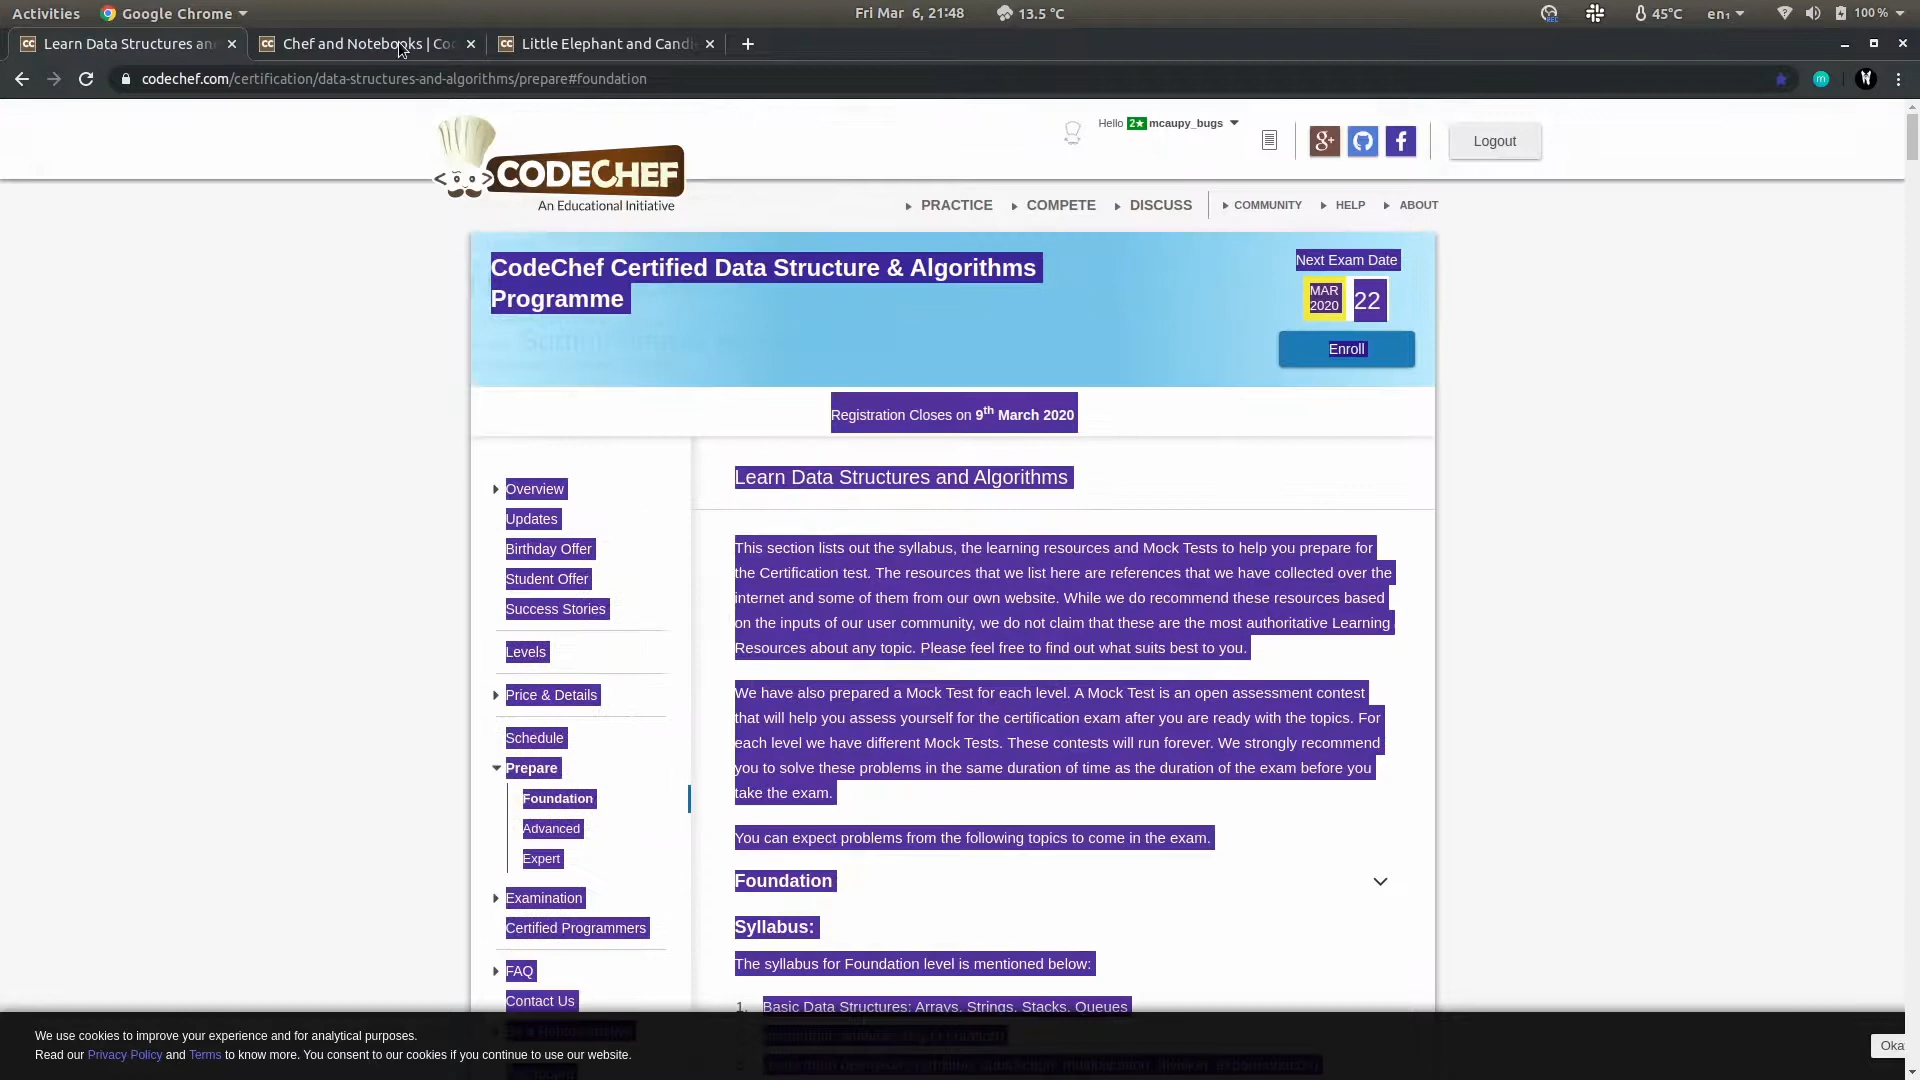 Activities
Google Chrome
Fri Mar 6, 21:48
13.5 °C
45°C
en₁
100 %
Learn Data Structures an
Chef and Notebooks | Co
Little Elephant and Candi
codechef.com/certification/data-structures-and-algorithms/prepare#foundation
Hello 2★ mcaupy_bugs
Logout
CODECHEF
An Educational Initiative
PRACTICE
COMPETE
DISCUSS
COMMUNITY
HELP
ABOUT
CodeChef Certified Data Structure & Algorithms
Programme
Next Exam Date
MAR
2020
22
Enroll
Registration Closes on 9th March 2020
Overview
Updates
Birthday Offer
Student Offer
Success Stories
Levels
Price & Details
Schedule
Prepare
Foundation
Advanced
Expert
Examination
Certified Programmers
FAQ
Contact Us
Learn Data Structures and Algorithms
This section lists out the syllabus, the learning resources and Mock Tests to help you prepare for
the Certification test. The resources that we list here are references that we have collected over the
internet and some of them from our own website. While we do recommend these resources based
on the inputs of our user community, we do not claim that these are the most authoritative Learning
Resources about any topic. Please feel free to find out what suits best to you.
We have also prepared a Mock Test for each level. A Mock Test is an open assessment contest
that will help you assess yourself for the certification exam after you are ready with the topics. For
each level we have different Mock Tests. These contests will run forever. We strongly recommend
you to solve these problems in the same duration of time as the duration of the exam before you
take the exam.
You can expect problems from the following topics to come in the exam.
Foundation
Syllabus:
The syllabus for Foundation level is mentioned below:
1. Basic Data Structures: Arrays, Strings, Stacks, Queues
We use cookies to improve your experience and for analytical purposes.
Read our Privacy Policy and Terms to know more. You consent to our cookies if you continue to use our website.
Oka